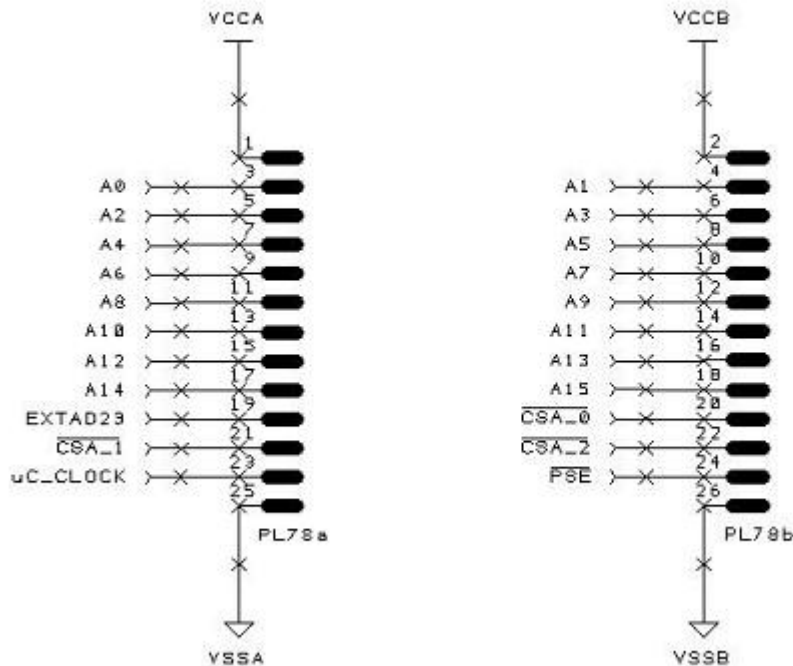 VCCA VCCB
1 2
3 4
A0 A1
5 6
A2 A3
7 8
A4 A5
9 10
A6 A7
11 12
A8 A9
13 14
A10 A11
15 16
A12 A13
17 18
A14 A15
19 20
EXTAD23 CSA_0
21 22
CSA_1 CSA_2
23 24
uC_CLOCK PSE
25 26
PL78a PL78b
VSSA VSSB